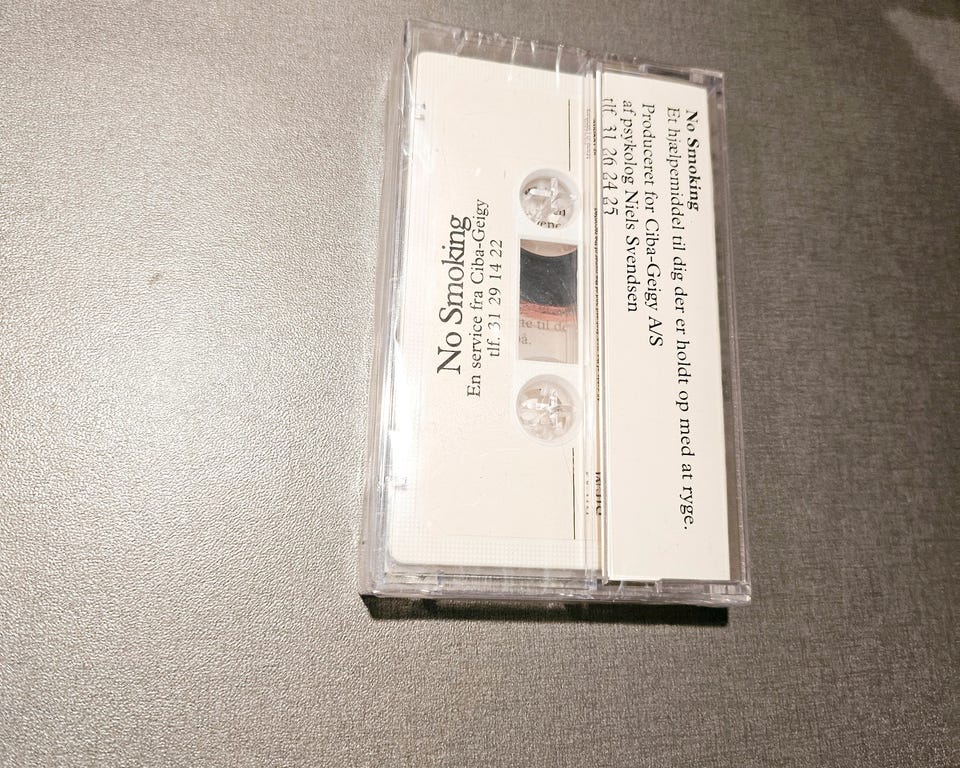 No Smoking
En service fra Ciba-Geigy
tlf. 31 29 14 22
No Smoking
Et hjælpemiddel til dig der er holdt op med at ryge.
Produceret for Ciba-Geigy A/S
af psykolog Niels Svendsen
tlf. 31 26 24 25